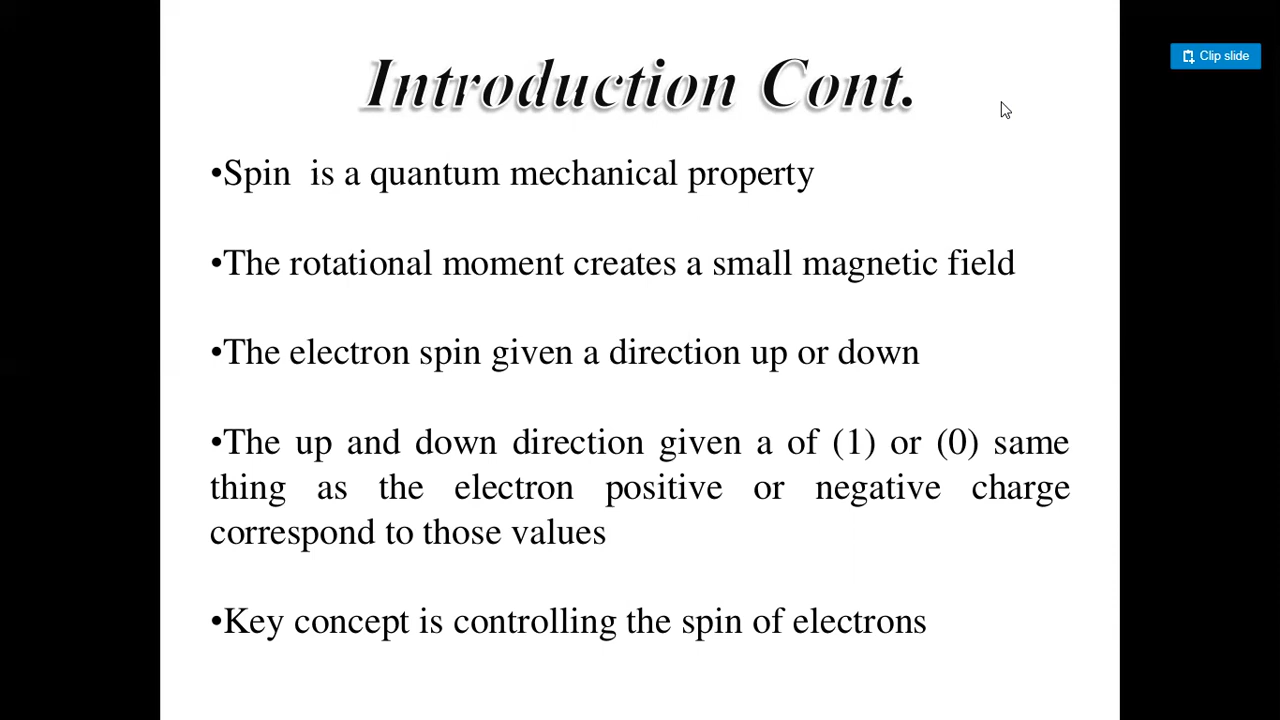 Introduction Cont.
Clip slide
•Spin is a quantum mechanical property
•The rotational moment creates a small magnetic field
•The electron spin given a direction up or down
•The up and down direction given a of (1) or (0) same
thing as the electron positive or negative charge
correspond to those values
•Key concept is controlling the spin of electrons